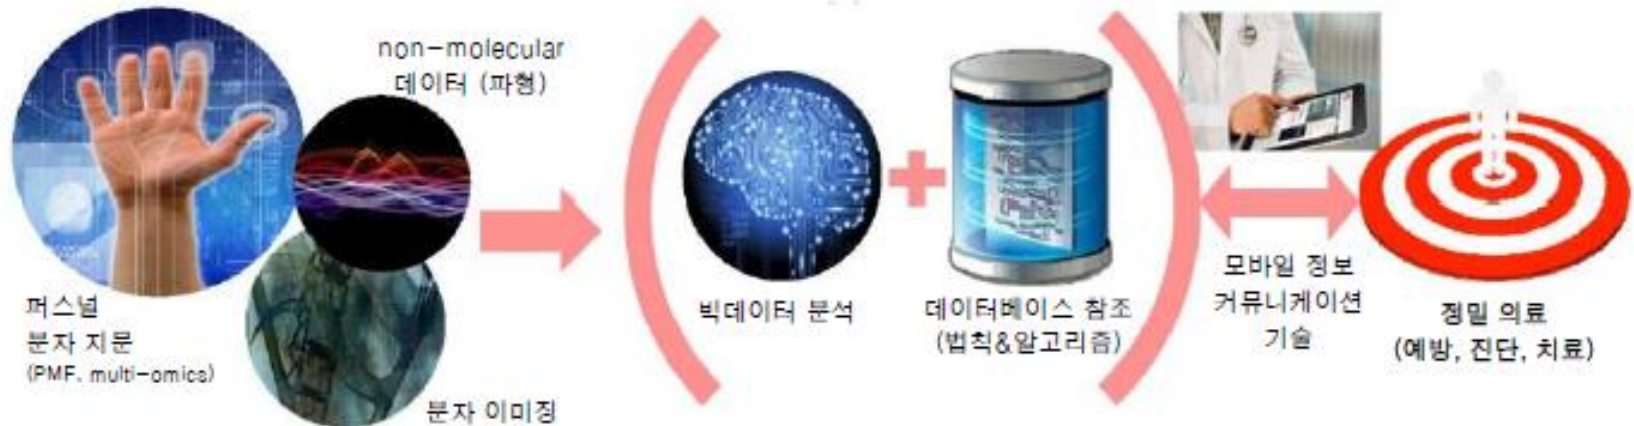 non-molecular
데이터 (파형)
퍼스널
분자 지문
(PMF, multi-omics)
분자 이미징
빅데이터 분석
데이터베이스 참조
(법칙&알고리즘)
모바일 정보
커뮤니케이션
기술
정밀 의료
(예방, 진단, 치료)